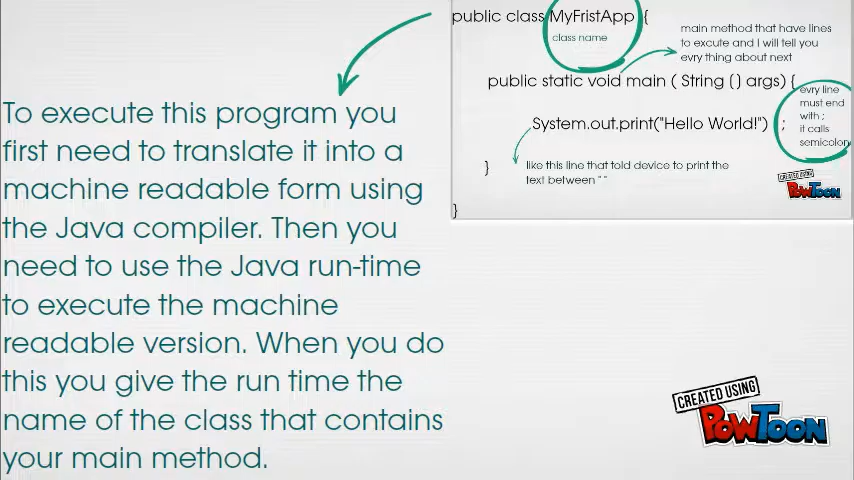 public class MyFristApp {
class name
main method that have lines
to excute and I will tell you
evry thing about next
public static void main ( String () args) {
evry line
must end
with ;
it calls
semicolon
System.out.print("Hello World!") ;
like this line that told device to print the
text between " "
}
}
CREATED USING
POWTOON
To execute this program you
first need to translate it into a
machine readable form using
the Java compiler. Then you
need to use the Java run-time
to execute the machine
readable version. When you do
this you give the run time the
name of the class that contains
your main method.
CREATED USING
POWTOON